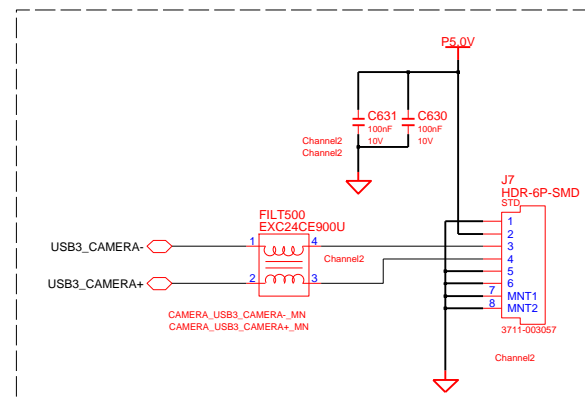 P5.0V
C631
100nF
10V
C630
100nF
10V
Channel2
Channel2
J7
HDR-6P-SMD
STD
FILT500
EXC24CE900U
1
2
3
4
5
6
7
MNT1
8
MNT2
USB3_CAMERA-
1
4
Channel2
USB3_CAMERA+
2
3
CAMERA_USB3_CAMERA-_MN
CAMERA_USB3_CAMERA+_MN
3711-003057
Channel2